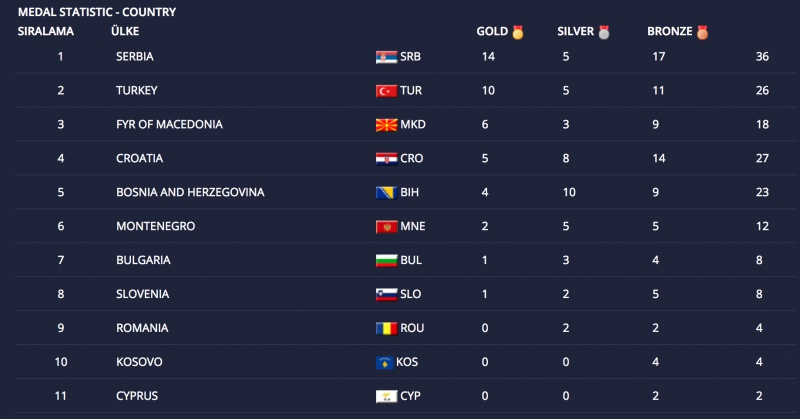 MEDAL STATISTIC - COUNTRY
SIRALAMA ÜLKE GOLD SILVER BRONZE
1 SERBIA SRB 14 5 17 36
2 TURKEY TUR 10 5 11 26
3 FYR OF MACEDONIA MKD 6 3 9 18
4 CROATIA CRO 5 8 14 27
5 BOSNIA AND HERZEGOVINA BIH 4 10 9 23
6 MONTENEGRO MNE 2 5 5 12
7 BULGARIA BUL 1 3 4 8
8 SLOVENIA SLO 1 2 5 8
9 ROMANIA ROU 0 2 2 4
10 KOSOVO KOS 0 0 4 4
11 CYPRUS CYP 0 0 2 2